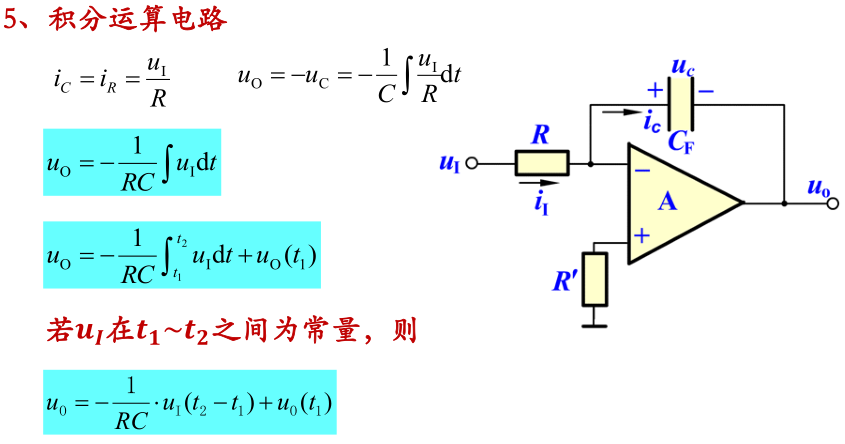 5、积分运算电路
i_C = i_R = u_I/R
u_O = −u_C = −1/C ∫ u_I/R dt
u_O = −1/RC ∫ u_I dt
u_O = −1/RC ∫_{t_1}^{t_2} u_I dt + u_O(t_1)
若u_I在t_1~t_2之间为常量，则
u_0 = −1/RC · u_I(t_2 − t_1) + u_0(t_1)
u_c
+ −
i_c
C_F
R
u_I
i_I
−
A
+
u_o
R′